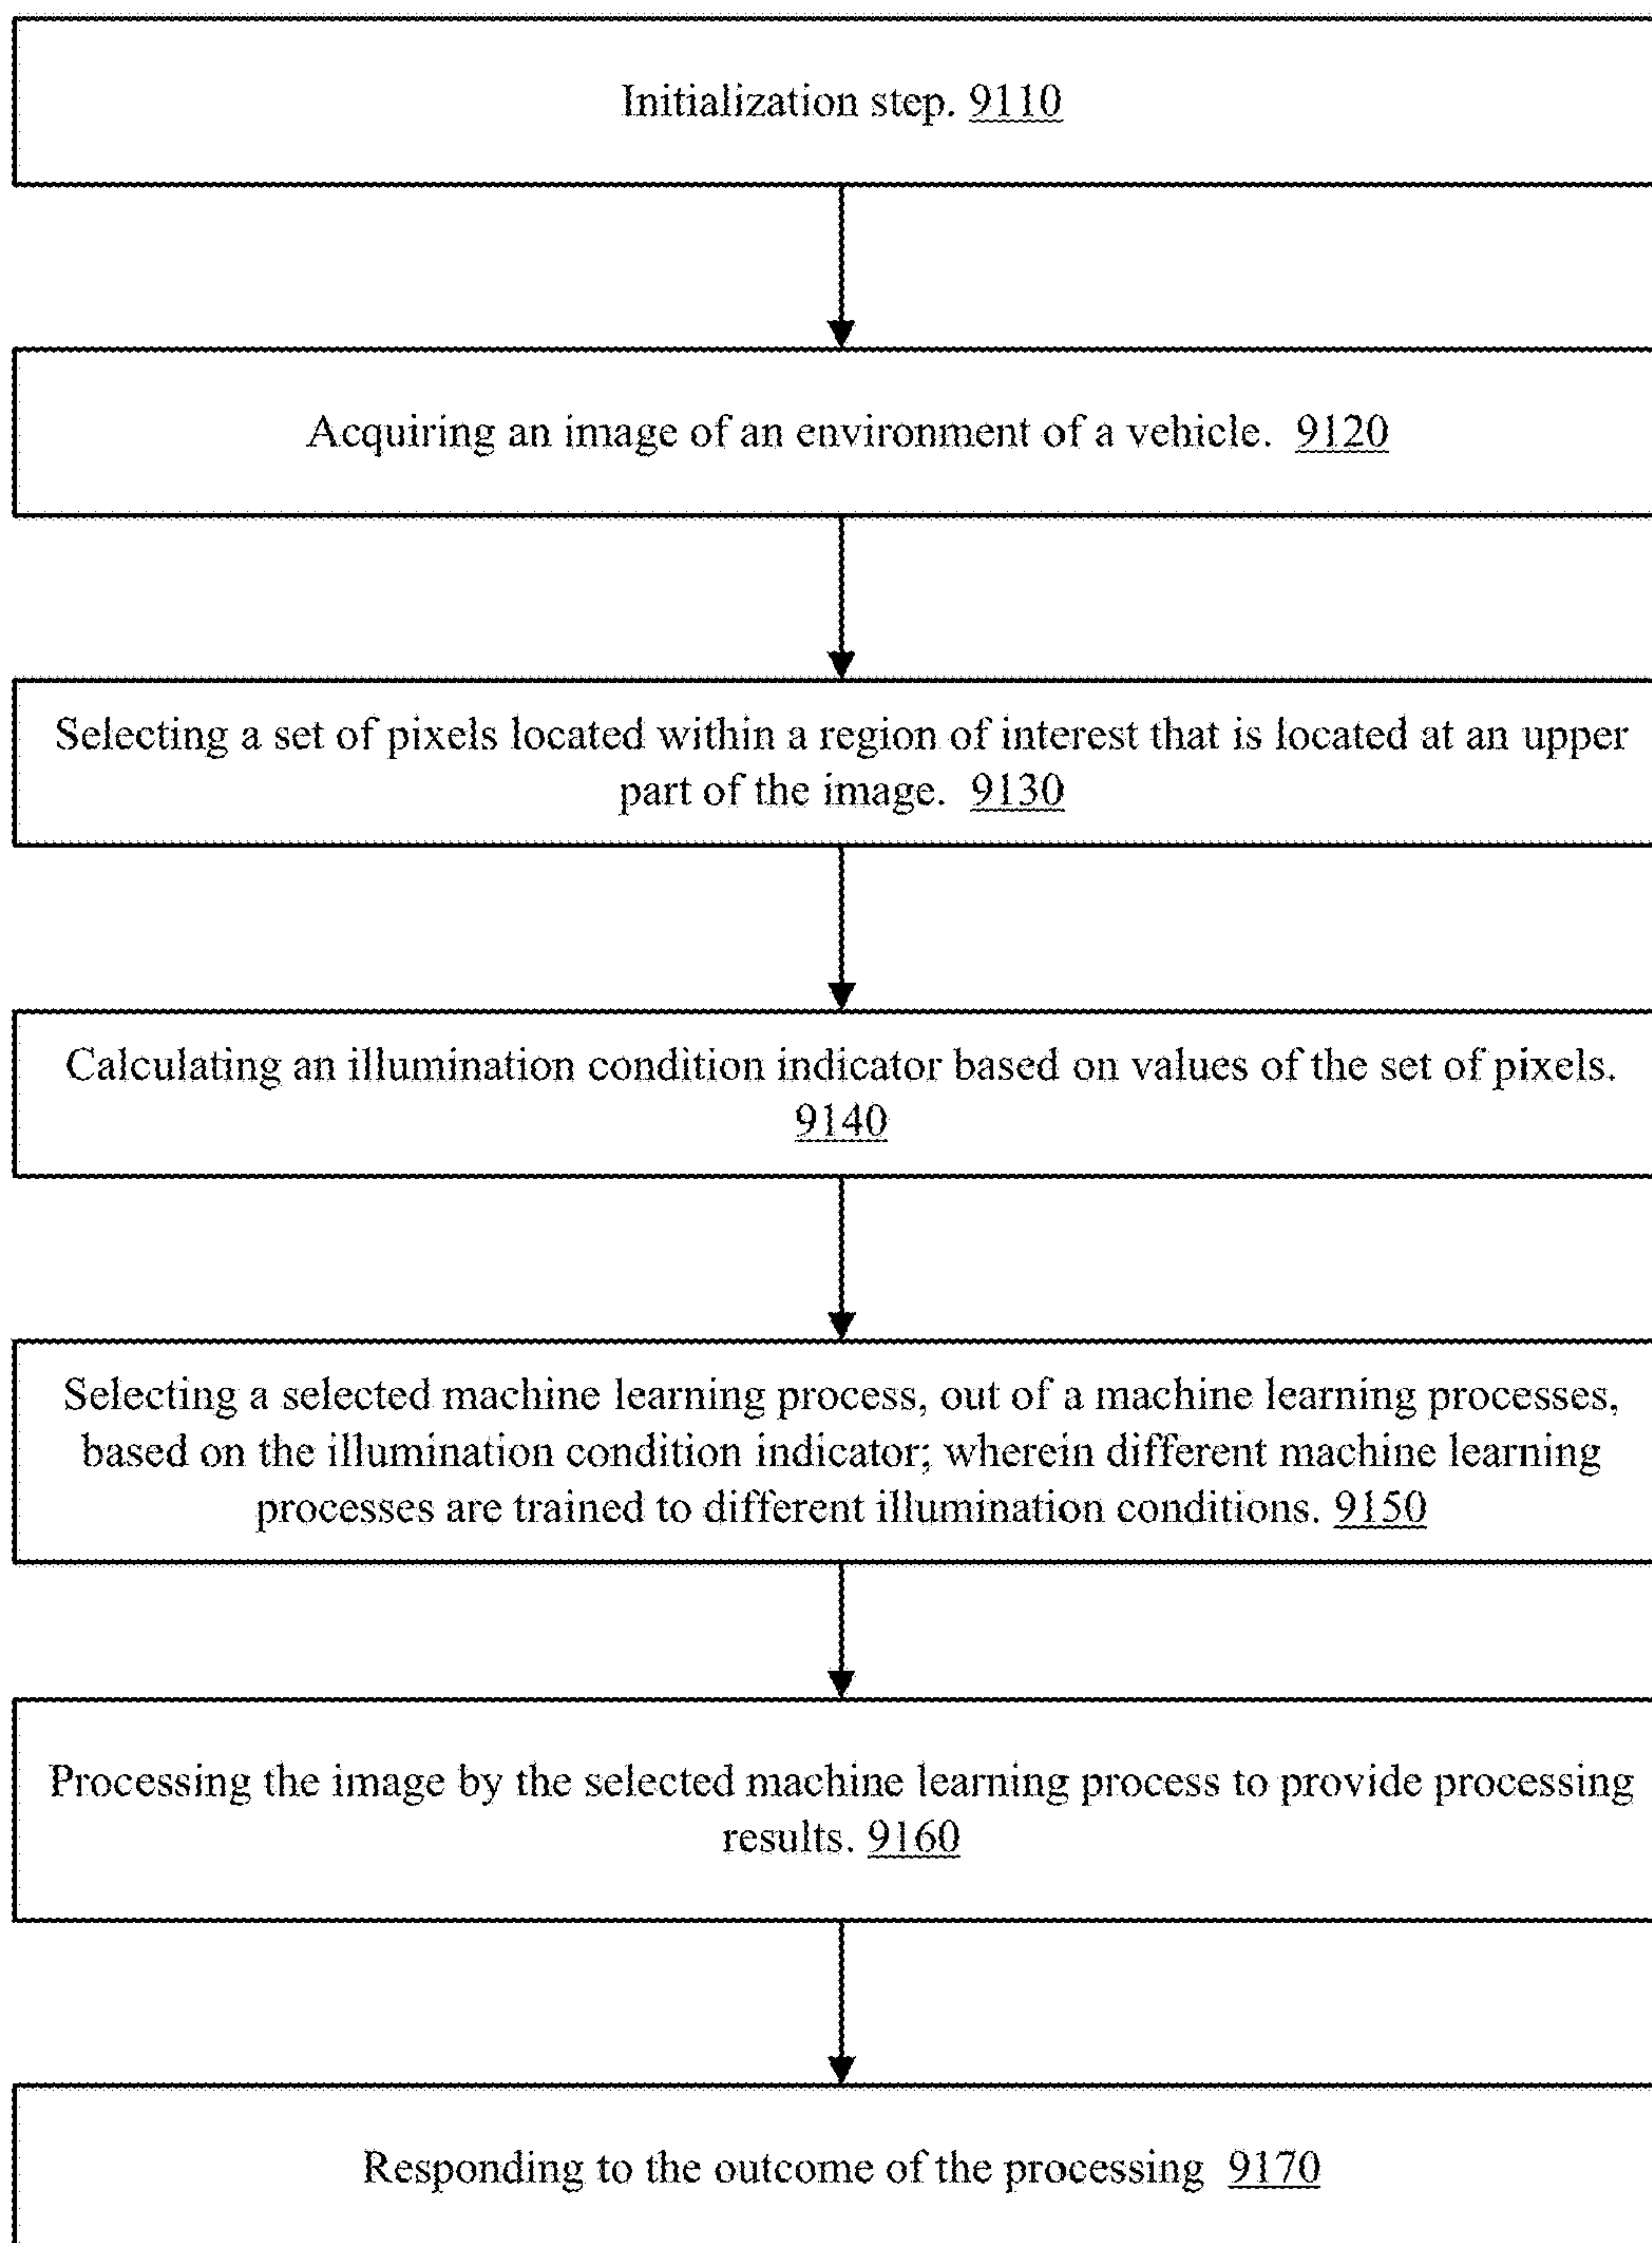 Initialization step. 9110
Acquiring an image of an environment of a vehicle. 9120
Selecting a set of pixels located within a region of interest that is located at an upper
part of the image. 9130
Calculating an illumination condition indicator based on values of the set of pixels.
9140
Selecting a selected machine learning process, out of a machine learning processes,
based on the illumination condition indicator; wherein different machine learning
processes are trained to different illumination conditions. 9150
Processing the image by the selected machine learning process to provide processing
results. 9160
Responding to the outcome of the processing 9170